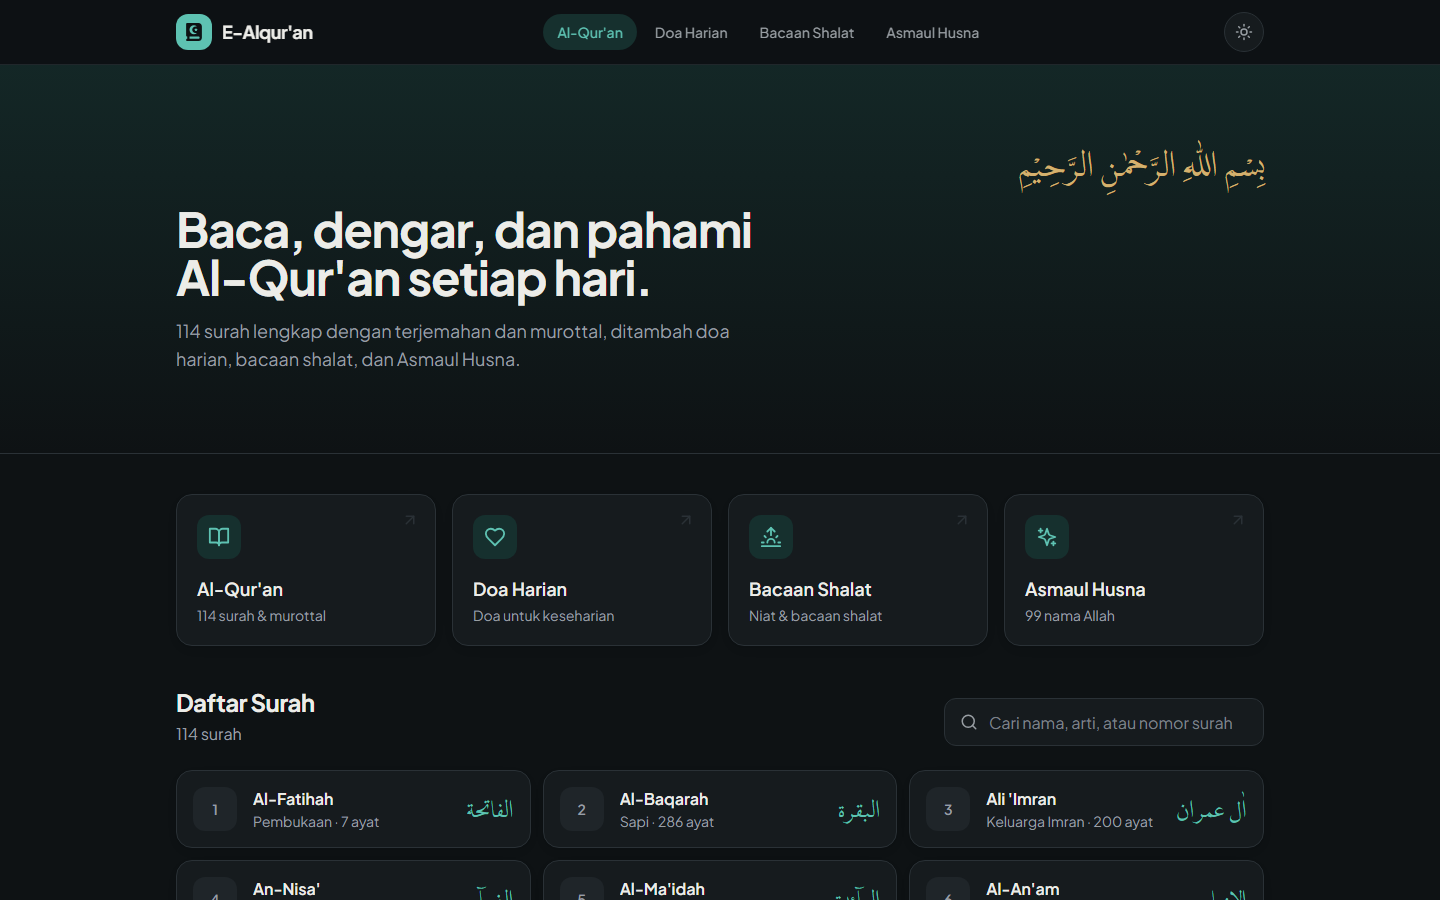 E-Alqur'an
Al-Qur'an
Doa Harian
Bacaan Shalat
Asmaul Husna
بِسْمِ اللّٰهِ الرَّحْمٰنِ الرَّحِيْمِ
Baca, dengar, dan pahami
Al-Qur'an setiap hari.
114 surah lengkap dengan terjemahan dan murottal, ditambah doa
harian, bacaan shalat, dan Asmaul Husna.
Al-Qur'an
114 surah & murottal
Doa Harian
Doa untuk keseharian
Bacaan Shalat
Niat & bacaan shalat
Asmaul Husna
99 nama Allah
Daftar Surah
114 surah
Cari nama, arti, atau nomor surah
1
Al-Fatihah
Pembukaan · 7 ayat
الفاتحة
2
Al-Baqarah
Sapi · 286 ayat
البقرة
3
Ali 'Imran
Keluarga Imran · 200 ayat
اٰل عمران
4
An-Nisa'
5
Al-Ma'idah
6
Al-An'am